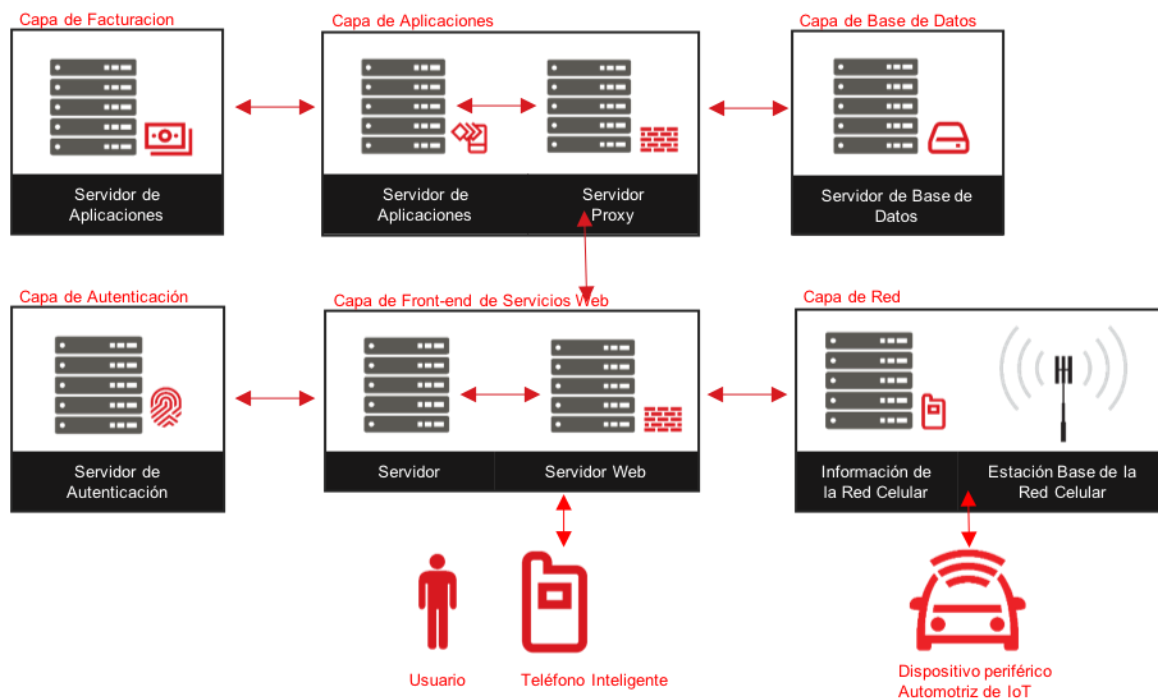 Capa de Facturacion
Capa de Aplicaciones
Capa de Base de Datos
Servidor de
Aplicaciones
Servidor de
Aplicaciones
Servidor
Proxy
Servidor de Base de
Datos
Capa de Autenticación
Capa de Front-end de Servicios Web
Capa de Red
Servidor de
Autenticación
Servidor
Servidor Web
Información de
la Red Celular
Estación Base de la
Red Celular
Usuario
Teléfono Inteligente
Dispositivo periférico
Automotriz de IoT